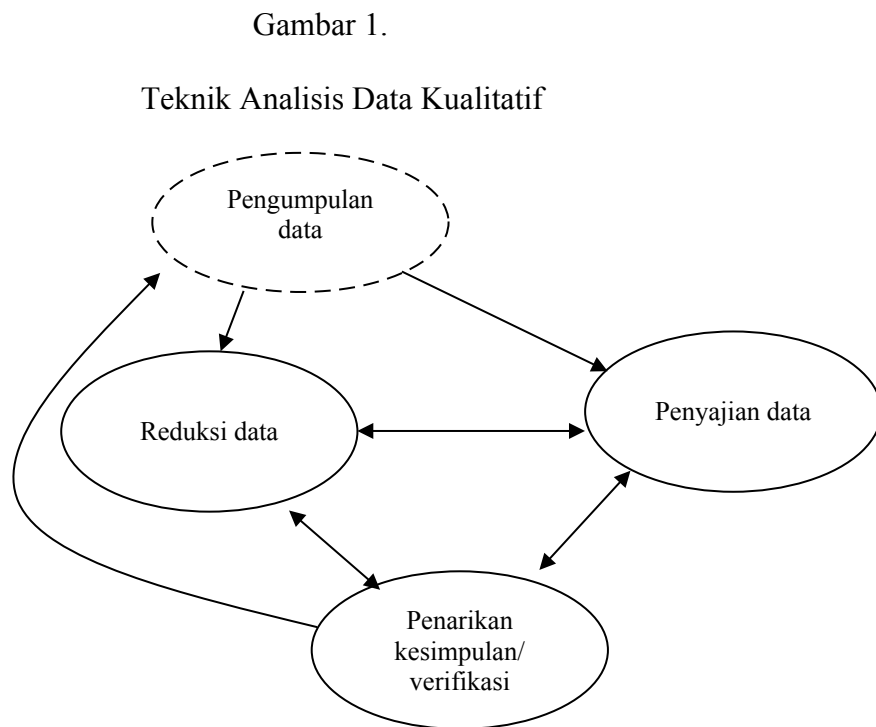 Gambar 1.
Teknik Analisis Data Kualitatif
Pengumpulan
data
Penyajian data
Reduksi data
Penarikan
kesimpulan/
verifikasi